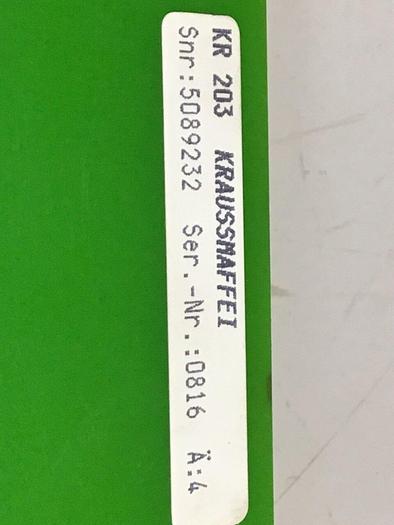 KR 203 KRAUSSMAFFEI
Snr:5089232 Ser.-Nr.:0816 Ä:4